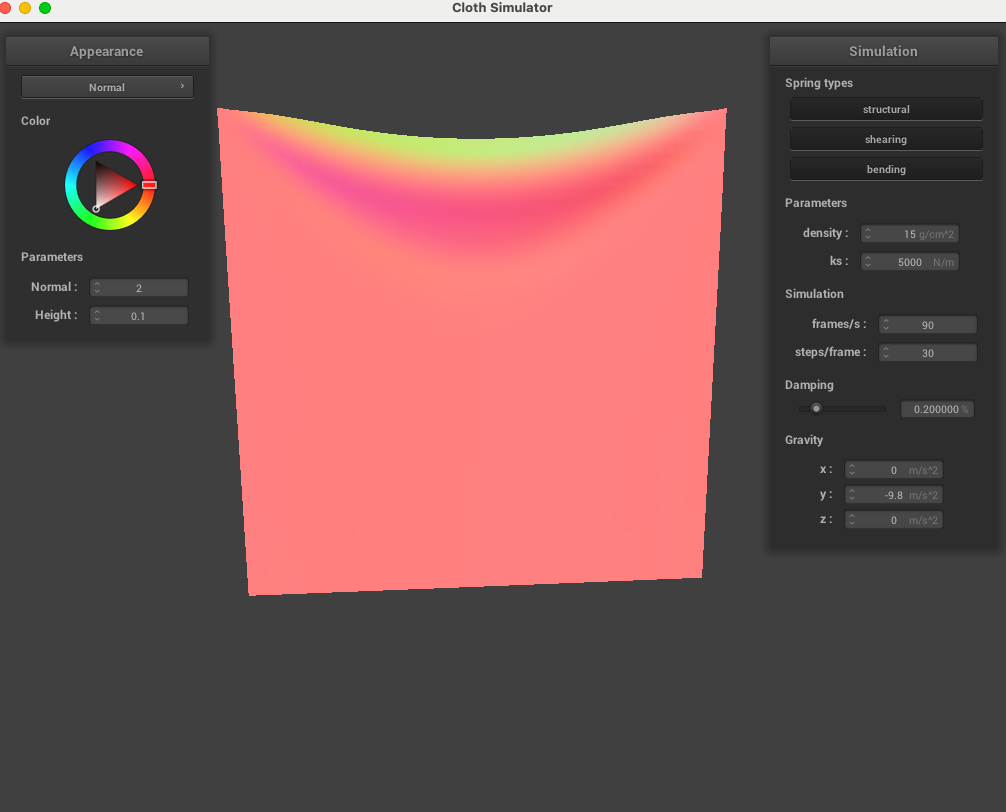 Cloth Simulator
Appearance
Normal
Color
Parameters
Normal : 2
Height : 0.1
Simulation
Spring types
structural
shearing
bending
Parameters
density : 15 g/cm^2
ks : 5000 N/m
Simulation
frames/s : 90
steps/frame : 30
Damping
0.200000 %
Gravity
x : 0 m/s^2
y : -9.8 m/s^2
z : 0 m/s^2